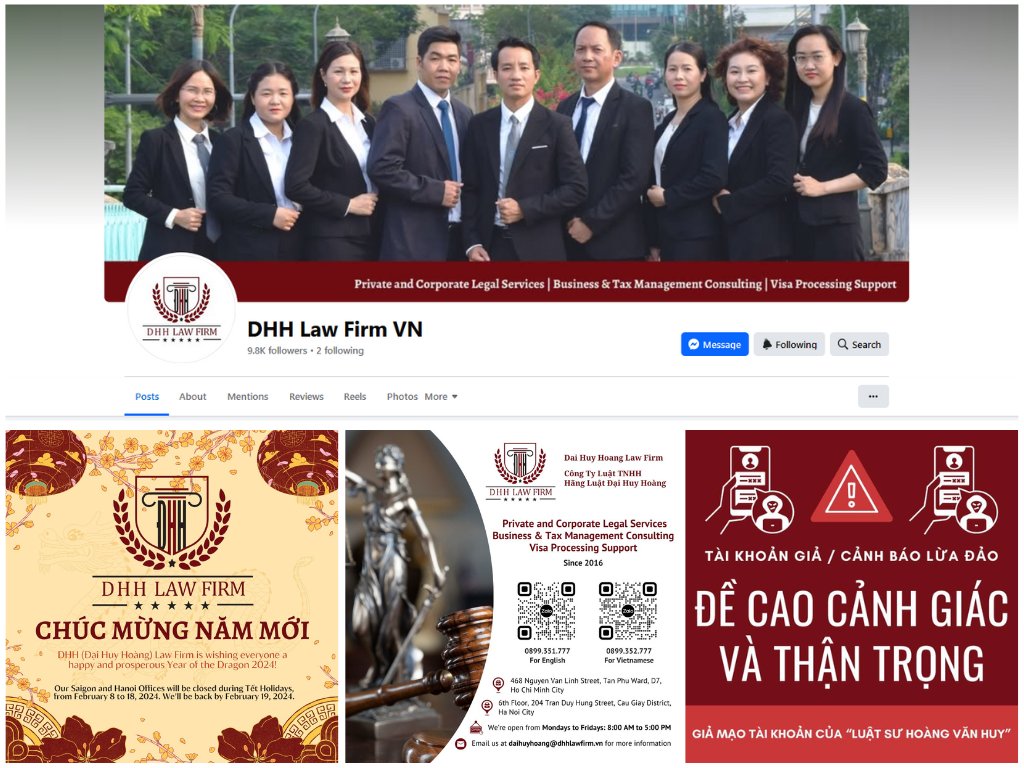 Private and Corporate Legal Services | Business & Tax Management Consulting | Visa Processing Support
DHH
DHH LAW FIRM
DHH Law Firm VN
9.8K followers • 2 following
Message
Following
Search
Posts
About
Mentions
Reviews
Reels
Photos
More
DHH
DHH LAW FIRM
CHÚC MỪNG NĂM MỚI
DHH (Đại Huy Hoàng) Law Firm is wishing everyone a
happy and prosperous Year of the Dragon 2024!
Our Saigon and Hanoi Offices will be closed during Tết Holidays,
from February 8 to 18, 2024. We'll be back by February 19, 2024.
DHH
DHH LAW FIRM
Dai Huy Hoang Law Firm
Công Ty Luật TNHH
Hãng Luật Đại Huy Hoàng
Private and Corporate Legal Services
Business & Tax Management Consulting
Visa Processing Support
Since 2016
Zalo
Zalo
0899.351.777
For English
0899.352.777
For Vietnamese
468 Nguyen Van Linh Street, Tan Phu Ward, D7,
Ho Chi Minh City
6th Floor, 204 Tran Duy Hung Street, Cau Giay District,
Ha Noi City
We're open from Mondays to Fridays: 8:00 AM to 5:00 PM
Email us at daihuyhoang@dhhlawfirm.vn for more information
TÀI KHOẢN GIẢ / CẢNH BÁO LỪA ĐẢO
ĐỀ CAO CẢNH GIÁC
VÀ THẬN TRỌNG
GIẢ MẠO TÀI KHOẢN CỦA "LUẬT SƯ HOÀNG VĂN HUY"